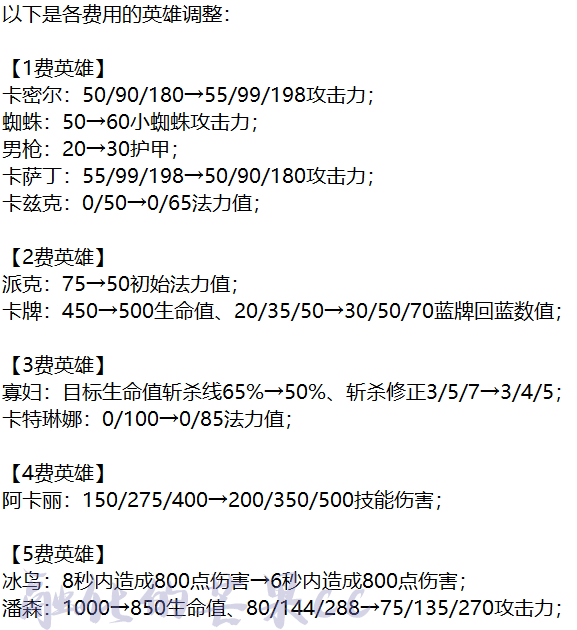 以下是各费用的英雄调整：
【1费英雄】
卡密尔：50/90/180→55/99/198攻击力；
蜘蛛：50→60小蜘蛛攻击力；
男枪：20→30护甲；
卡萨丁：55/99/198→50/90/180攻击力；
卡兹克：0/50→0/65法力值；
【2费英雄】
派克：75→50初始法力值；
卡牌：450→500生命值、20/35/50→30/50/70蓝牌回蓝数值；
【3费英雄】
寡妇：目标生命值斩杀线65%→50%、斩杀修正3/5/7→3/4/5；
卡特琳娜：0/100→0/85法力值；
【4费英雄】
阿卡丽：150/275/400→200/350/500技能伤害；
【5费英雄】
冰鸟：8秒内造成800点伤害→6秒内造成800点伤害；
潘森：1000→850生命值、80/144/288→75/135/270攻击力；